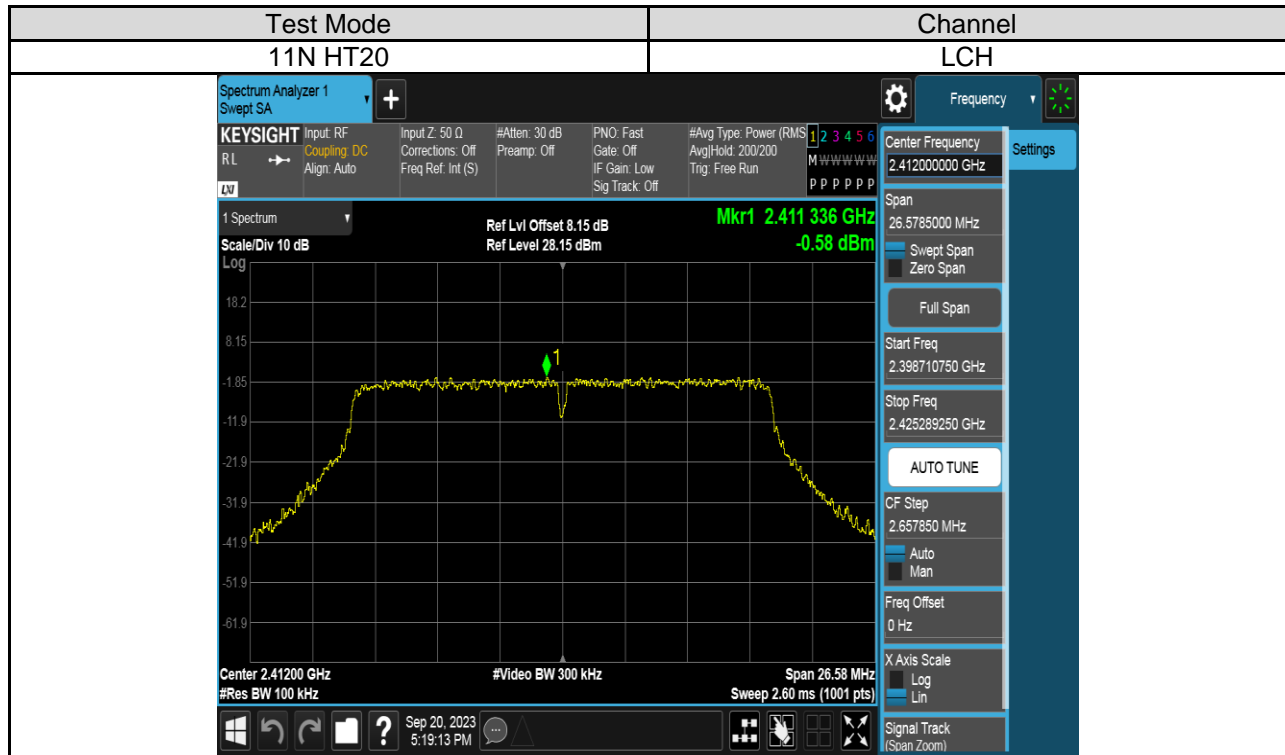 Test Mode
Channel
11N HT20
LCH
Spectrum Analyzer 1
Swept SA
+
Frequency
KEYSIGHT
RL
LXI
Input: RF
Coupling: DC
Align: Auto
Input Z: 50 Ω
Corrections: Off
Freq Ref: Int (S)
#Atten: 30 dB
Preamp: Off
PNO: Fast
Gate: Off
IF Gain: Low
Sig Track: Off
#Avg Type: Power (RMS
Avg|Hold: 200/200
Trig: Free Run
1 2 3 4 5 6
M W W W W W
P P P P P P
1 Spectrum
Scale/Div 10 dB
Log
Ref Lvl Offset 8.15 dB
Ref Level 28.15 dBm
Mkr1 2.411 336 GHz
-0.58 dBm
18.2
8.15
1
-1.85
-11.9
-21.9
-31.9
-41.9
-51.9
-61.9
Center 2.41200 GHz
#Video BW 300 kHz
Span 26.58 MHz
#Res BW 100 kHz
Sweep 2.60 ms (1001 pts)
?
Sep 20, 2023
5:19:13 PM
Center Frequency
2.412000000 GHz
Settings
Span
26.5785000 MHz
Swept Span
Zero Span
Full Span
Start Freq
2.398710750 GHz
Stop Freq
2.425289250 GHz
AUTO TUNE
CF Step
2.657850 MHz
Auto
Man
Freq Offset
0 Hz
X Axis Scale
Log
Lin
Signal Track
(Span Zoom)